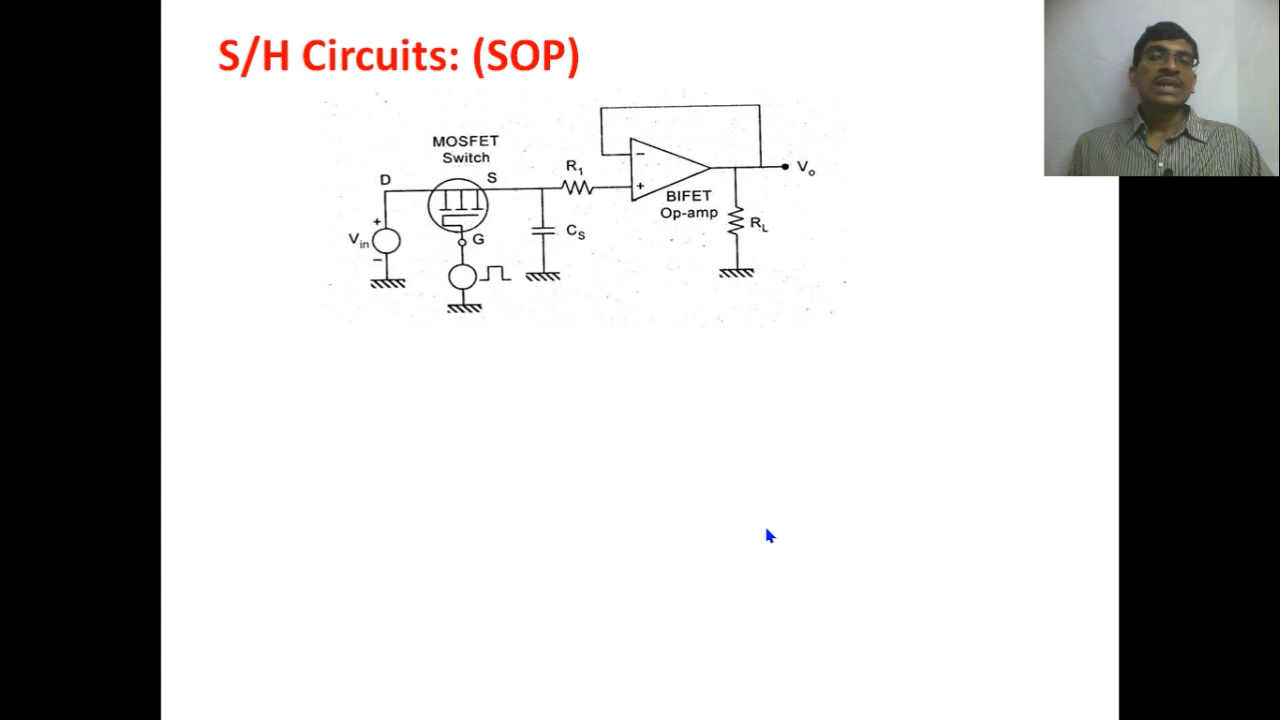 S/H Circuits: (SOP)
MOSFET
Switch
D
S
R1
−
+
BIFET
Op-amp
Vo
RL
+
Vin
−
G
CS